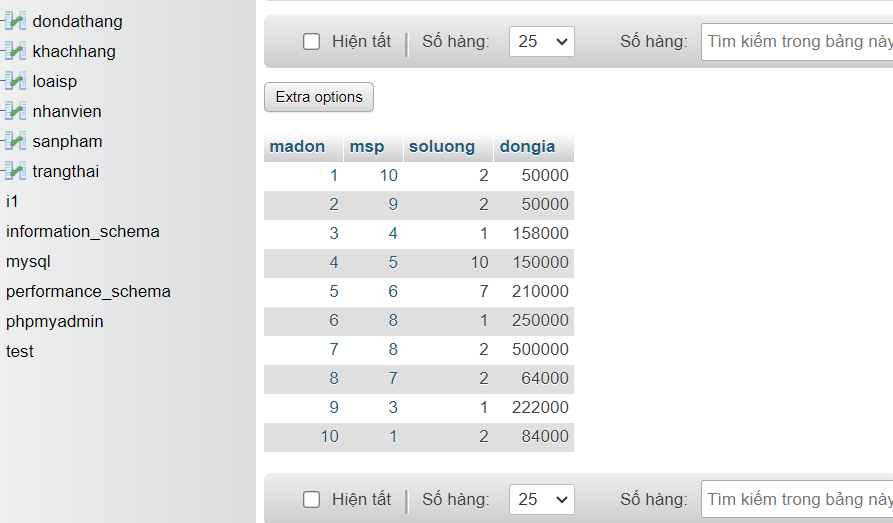 dondathang
khachhang
loaisp
nhanvien
sanpham
trangthai
i1
information_schema
mysql
performance_schema
phpmyadmin
test
Hiện tất Số hàng: 25 Số hàng: Tìm kiếm trong bảng này
Extra options
madon msp soluong dongia
1 10 2 50000
2 9 2 50000
3 4 1 158000
4 5 10 150000
5 6 7 210000
6 8 1 250000
7 8 2 500000
8 7 2 64000
9 3 1 222000
10 1 2 84000
Hiện tất Số hàng: 25 Số hàng: Tìm kiếm trong bảng này